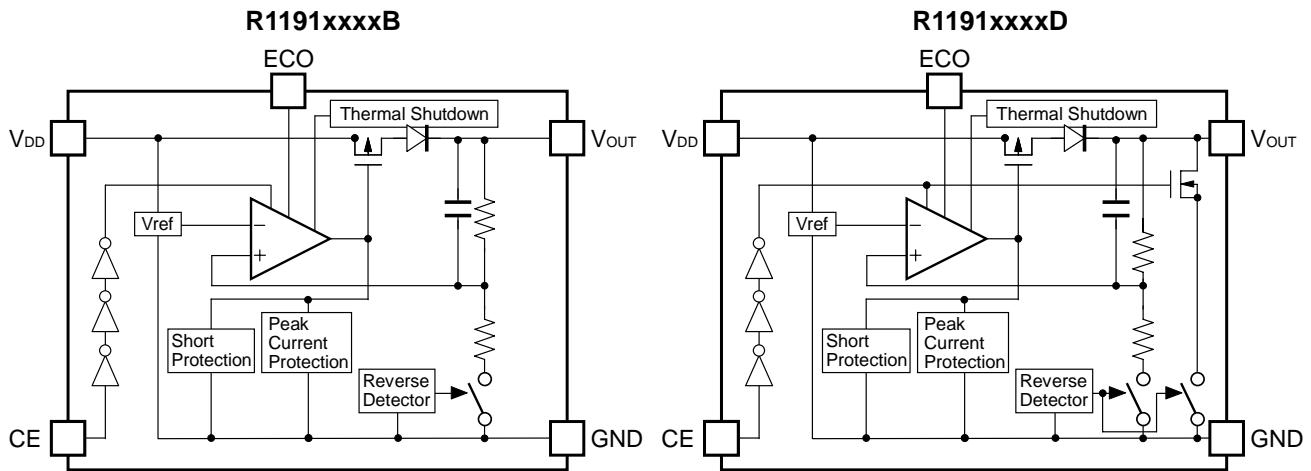 R1191xxxxB
ECO
Thermal Shutdown
VDD
VOUT
Vref
−
+
Short
Protection
Peak
Current
Protection
Reverse
Detector
CE
GND
R1191xxxxD
ECO
Thermal Shutdown
VDD
VOUT
Vref
−
+
Short
Protection
Peak
Current
Protection
Reverse
Detector
CE
GND